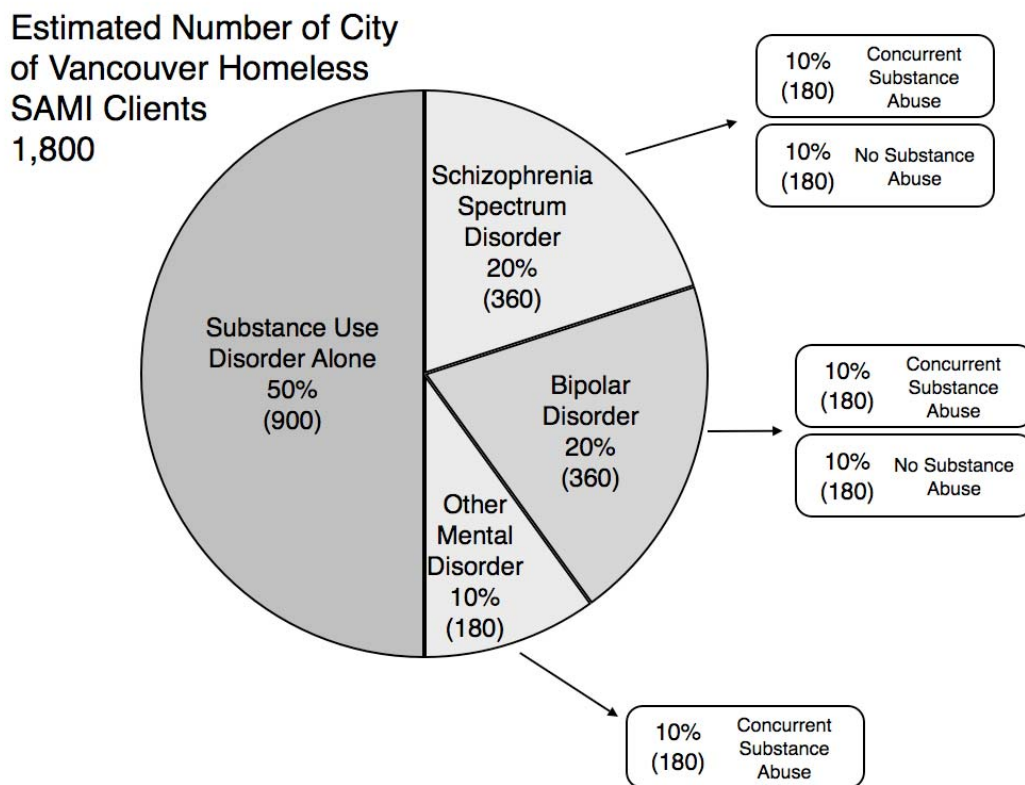 Estimated Number of City
of Vancouver Homeless
SAMI Clients
1,800
10%
(180)
Concurrent
Substance
Abuse
10%
(180)
No Substance
Abuse
Schizophrenia
Spectrum
Disorder
20%
(360)
Substance Use
Disorder Alone
50%
(900)
Bipolar
Disorder
20%
(360)
10%
(180)
Concurrent
Substance
Abuse
10%
(180)
No Substance
Abuse
Other
Mental
Disorder
10%
(180)
10%
(180)
Concurrent
Substance
Abuse